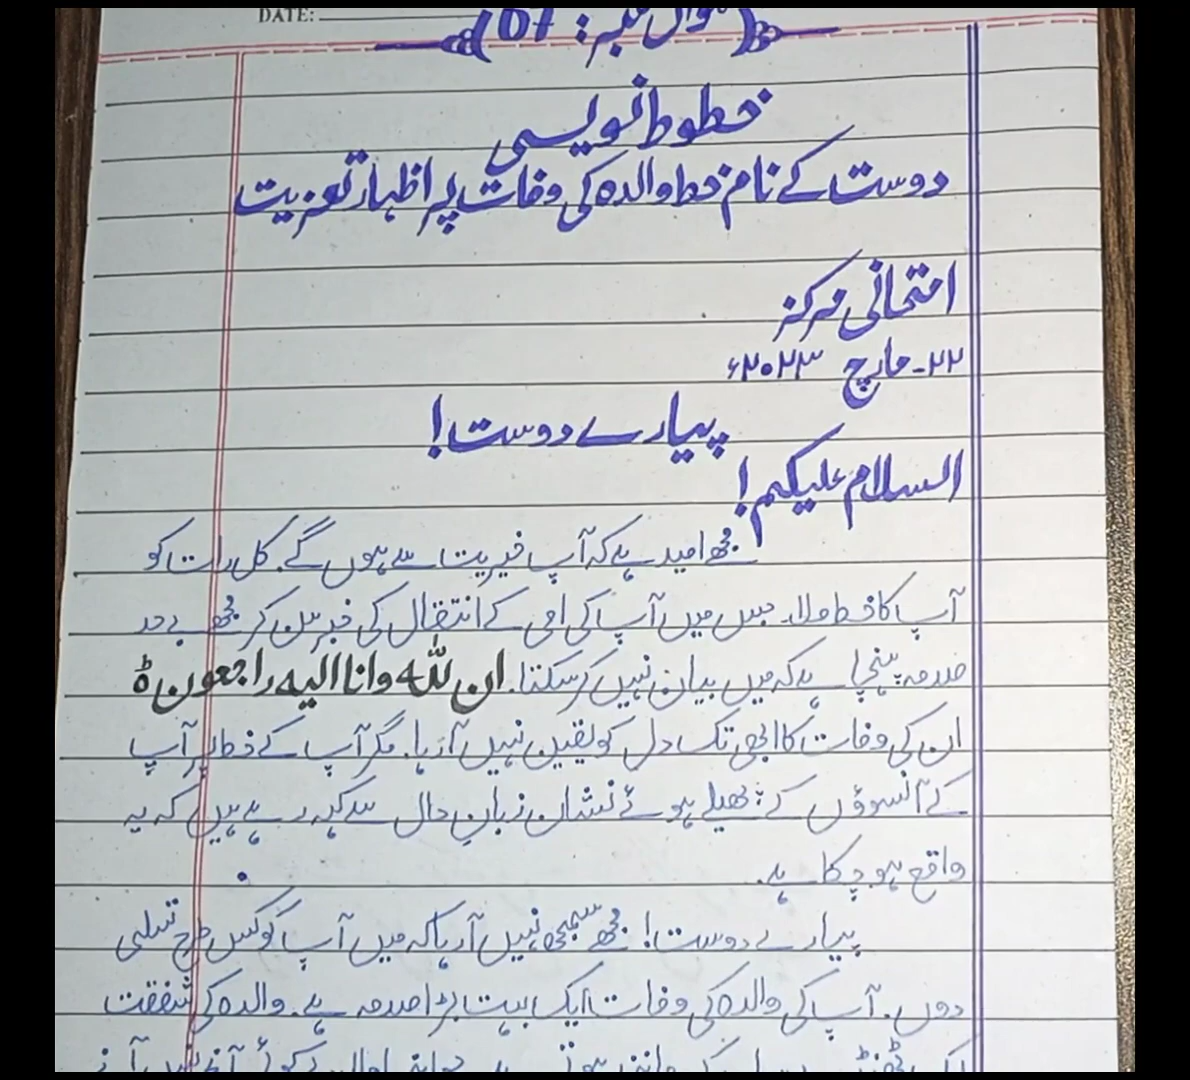 DATE:
سوال نمبر: 07
خطوط نویسی
دوست کے نام خط والدہ کی وفات پر اظہار تعزیت
امتحانی مرکز
۲۲-مارچ ۲۰۲۳ء
پیارے دوست!
السلام علیکم!
مجھے امید ہے کہ آپ خیریت سے ہوں گے۔ کل رات کو
آپ کا خط ملا۔ جس میں آپ کی امی کے انتقال کی خبر سن کر مجھے بے حد
صدمہ پہنچا ہے کہ میں بیان نہیں کر سکتا۔ ان للہ وانا الیہ راجعون ہ
ان کی وفات کا ابھی تک دل کو یقین نہیں آ رہا۔ مگر آپ کے خط پر آپ
کے آنسوؤں کے پھیلے ہوئے نشان زبانِ حال سے کہہ رہے ہیں کہ یہ
واقع ہو چکا ہے۔
پیارے دوست! مجھے سمجھ نہیں آ رہا کہ میں آپ کو کس طرح تسلی
دوں۔ آپ کی والدہ کی وفات ایک بہت بڑا صدمہ ہے۔ والدہ کی شفقت